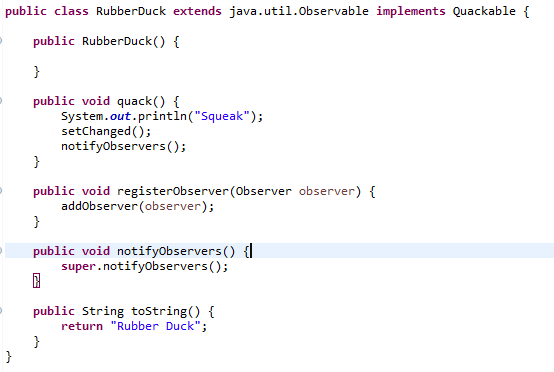 public class RubberDuck extends java.util.Observable implements Quackable {
public RubberDuck() {
}
public void quack() {
System.out.println("Squeak");
setChanged();
notifyObservers();
}
public void registerObserver(Observer observer) {
addObserver(observer);
}
public void notifyObservers() {
super.notifyObservers();
}
public String toString() {
return "Rubber Duck";
}
}